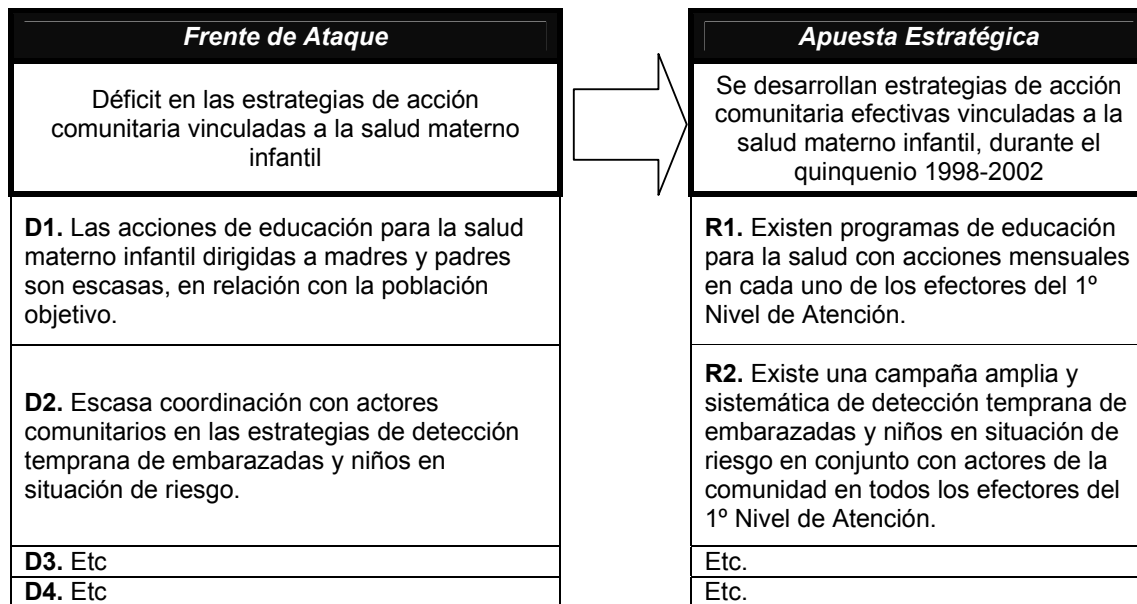 Frente de Ataque
Déficit en las estrategias de acción
comunitaria vinculadas a la salud materno
infantil
D1. Las acciones de educación para la salud
materno infantil dirigidas a madres y padres
son escasas, en relación con la población
objetivo.
D2. Escasa coordinación con actores
comunitarios en las estrategias de detección
temprana de embarazadas y niños en
situación de riesgo.
D3. Etc
D4. Etc
Apuesta Estratégica
Se desarrollan estrategias de acción
comunitaria efectivas vinculadas a la
salud materno infantil, durante el
quinquenio 1998-2002
R1. Existen programas de educación
para la salud con acciones mensuales
en cada uno de los efectores del 1º
Nivel de Atención.
R2. Existe una campaña amplia y
sistemática de detección temprana de
embarazadas y niños en situación de
riesgo en conjunto con actores de la
comunidad en todos los efectores del
1º Nivel de Atención.
Etc.
Etc.